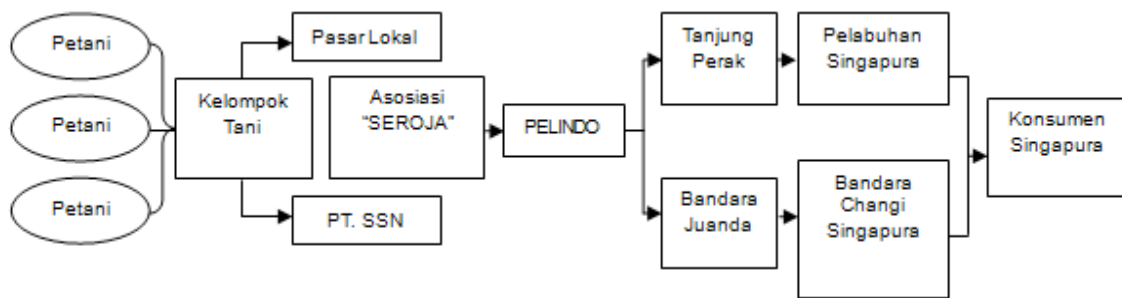 Petani
Petani
Petani
Kelompok
Tani
Pasar Lokal
Asosiasi
“SEROJA”
PT. SSN
PELINDO
Tanjung
Perak
Pelabuhan
Singapura
Bandara
Juanda
Bandara
Changi
Singapura
Konsumen
Singapura